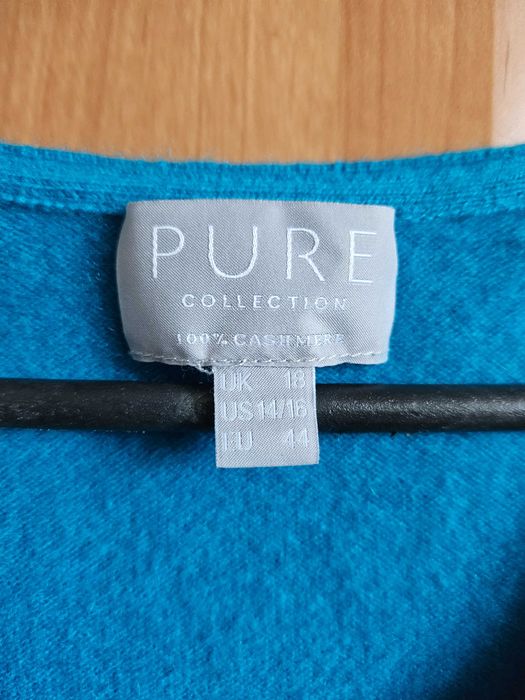 PURE
COLLECTION
100% CASHMERE
UK 18
US 14/16
EU 44